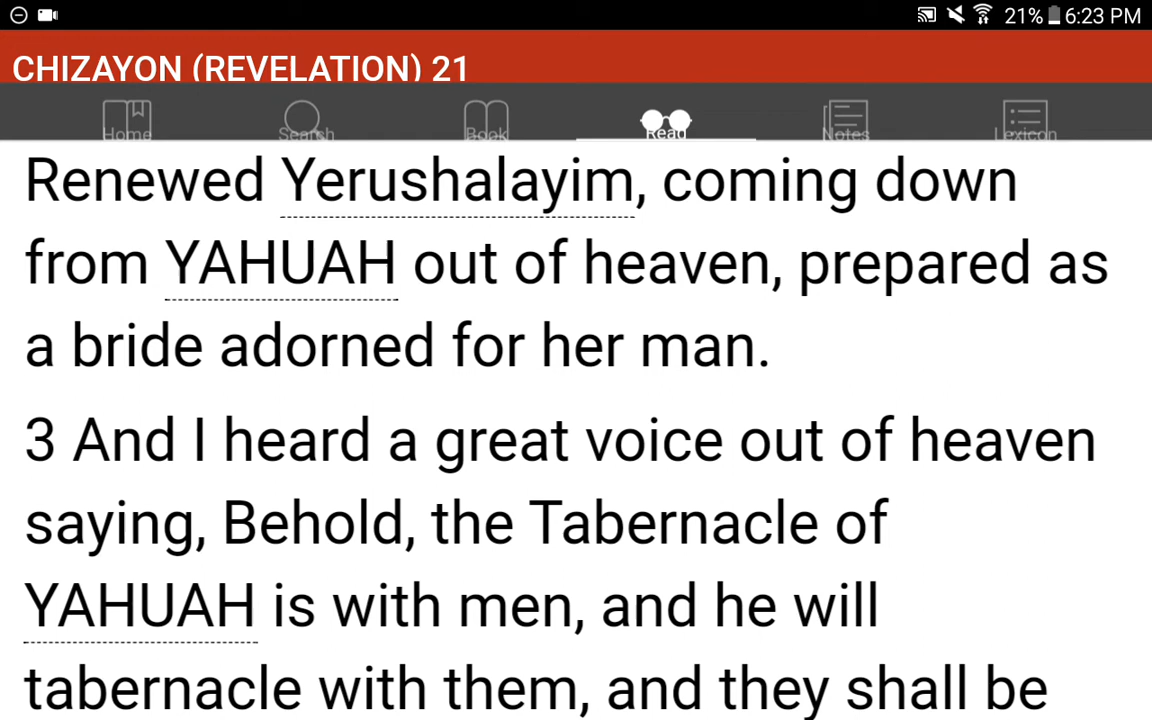 21% 6:23 PM
CHIZAYON (REVELATION) 21
Home Search Book Read Notes Lexicon
Renewed Yerushalayim, coming down
from YAHUAH out of heaven, prepared as
a bride adorned for her man.
3 And I heard a great voice out of heaven
saying, Behold, the Tabernacle of
YAHUAH is with men, and he will
tabernacle with them, and they shall be